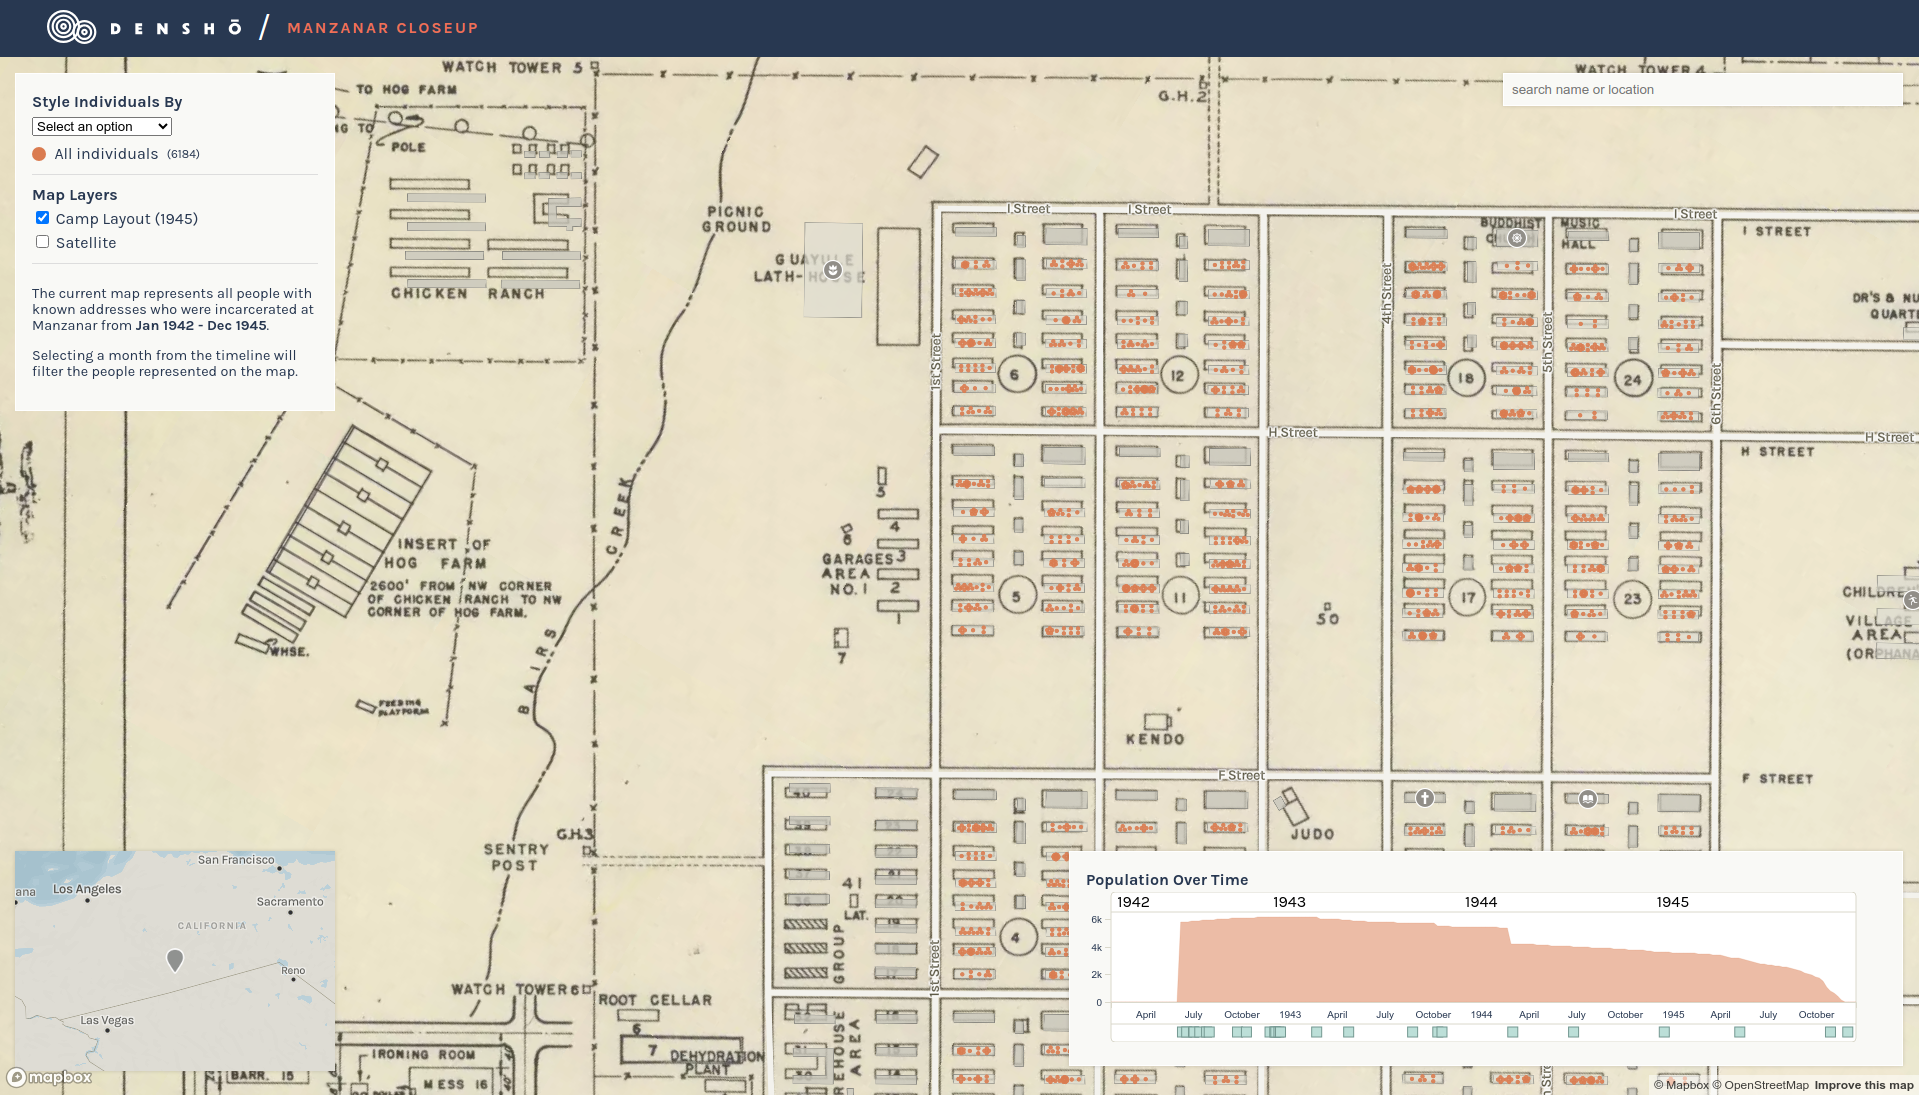 DENSHŌ / MANZANAR CLOSEUP
WATCH TOWER 5
WATCH TOWER 4
Style Individuals By
Select an option
All individuals (6184)
Map Layers
Camp Layout (1945)
Satellite
The current map represents all people with
known addresses who were incarcerated at
Manzanar from Jan 1942 - Dec 1945.
Selecting a month from the timeline will
filter the people represented on the map.
search name or location
TO HOG FARM
G.H.2
TO
POLE
CHICKEN RANCH
PICNIC
GROUND
GUAYULE
LATH-HOUSE
I Street
I Street
I Street
I STREET
BUDDHIST
MUSIC
HALL
DR'S & NU
QUART
1st Street
4th Street
5th Street
6th Street
6
12
18
24
H Street
H Street
H STREET
INSERT OF
HOG FARM
2600' FROM NW CORNER
OF CHICKEN RANCH TO NW
CORNER OF HOG FARM.
WHSE.
FEEDING
PLATFORM
BAIRS CREEK
5
4
8
GARAGES 3
AREA
NO. 1
2
1
7
5
11
17
23
50
CHILDRE
VILLAGE
AREA
(ORPHANA
KENDO
F Street
F STREET
JUDO
G.H.3
SENTRY
POST
41
LAT.
GROUP
4
1st Street
WATCH TOWER 6
ROOT CELLAR
6
7
DEHYDRATION
PLANT
REHOUSE
AREA
IRONING ROOM
BARR. 15
MESS 16
40'
San Francisco
ana
Los Angeles
Sacramento
CALIFORNIA
Reno
Las Vegas
mapbox
Population Over Time
1942 1943 1944 1945
6k
4k
2k
0
April July October 1943 April July October 1944 April July October 1945 April July October
© Mapbox © OpenStreetMap Improve this map